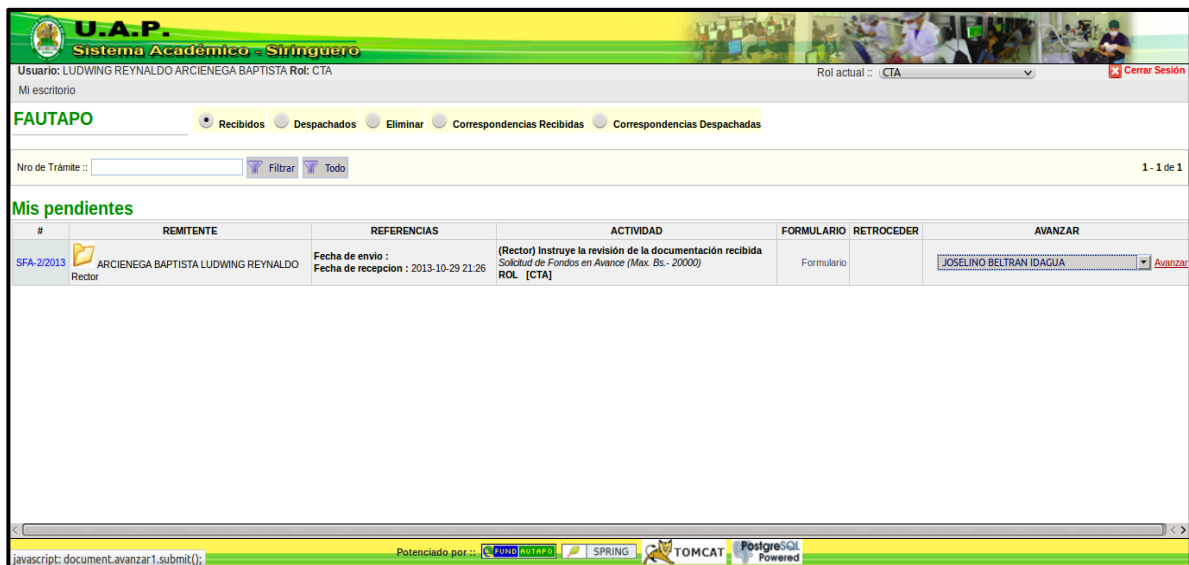 U.A.P.
Sistema Académico - Siringuero
Usuario: LUDWING REYNALDO ARCIENEGA BAPTISTA Rol: CTA
Rol actual :: CTA
Cerrar Sesión
Mi escritorio
FAUTAPO
Recibidos Despachados Eliminar Correspondencias Recibidas Correspondencias Despachadas
Nro de Trámite :: Filtrar Todo 1 - 1 de 1
Mis pendientes
# REMITENTE REFERENCIAS ACTIVIDAD FORMULARIO RETROCEDER AVANZAR
SFA-2/2013 ARCIENEGA BAPTISTA LUDWING REYNALDO
Rector
Fecha de envio :
Fecha de recepcion : 2013-10-29 21:26
(Rector) Instruye la revisión de la documentación recibida
Solicitud de Fondos en Avance (Max. Bs.- 20000)
ROL [CTA]
Formulario
JOSELINO BELTRAN IDAGUA Avanzar
Potenciado por :: FUND AUTAPO SPRING TOMCAT PostgreSQL Powered
javascript: document.avanzar1.submit();